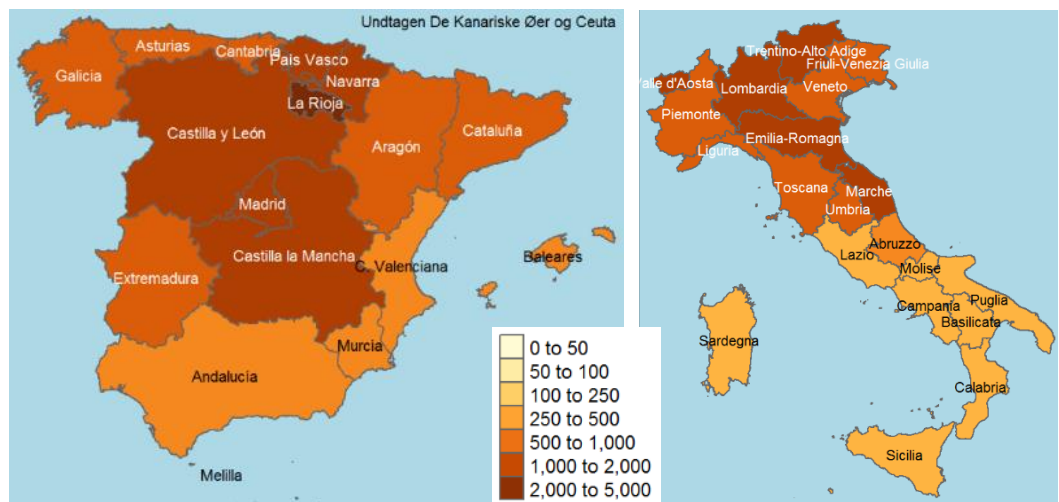 Undtagen De Kanariske Øer og Ceuta
Asturias
Cantabria
País Vasco
Galicia
Navarra
La Rioja
Castilla y León
Aragón
Cataluña
Madrid
Castilla la Mancha
Baleares
C. Valenciana
Extremadura
Murcia
Andalucía
Melilla
0 to 50
50 to 100
100 to 250
250 to 500
500 to 1,000
1,000 to 2,000
2,000 to 5,000
Trentino-Alto Adige
Friuli-Venezia Giulia
Valle d'Aosta
Lombardia
Veneto
Piemonte
Emilia-Romagna
Liguria
Toscana
Marche
Umbria
Abruzzo
Lazio
Molise
Campania
Puglia
Basilicata
Sardegna
Calabria
Sicilia